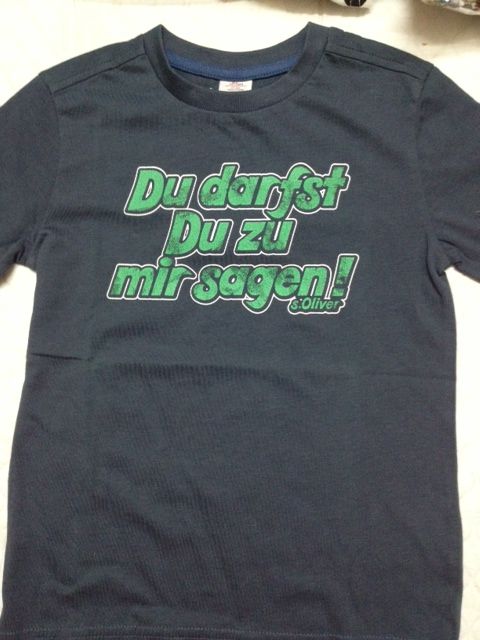 Du darfst
Du zu
mir sagen!
s.Oliver